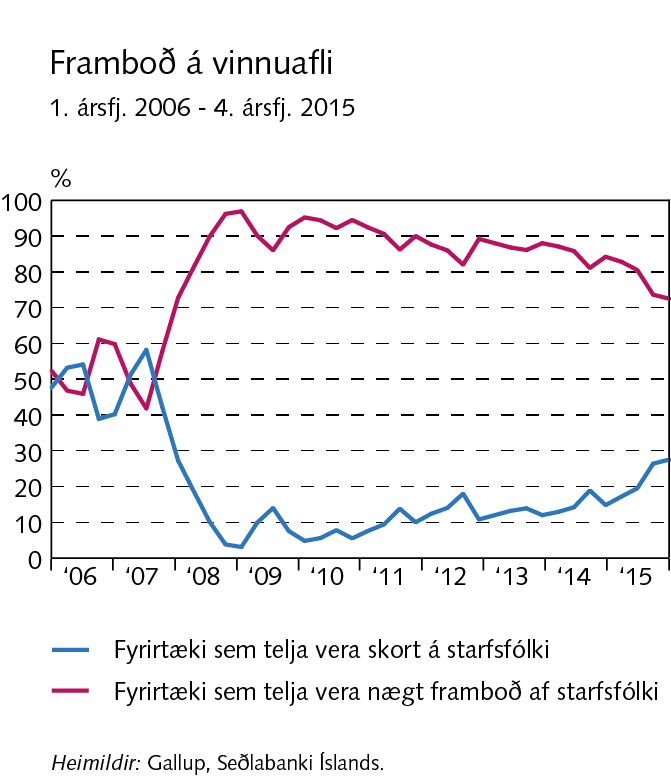 Framboð á vinnuafli
1. ársfj. 2006 - 4. ársfj. 2015
%
100
90
80
70
60
50
40
30
20
10
0
‘06 ‘07 ‘08 ‘09 ‘10 ‘11 ‘12 ‘13 ‘14 ‘15
Fyrirtæki sem telja vera skort á starfsfólki
Fyrirtæki sem telja vera nægt framboð af starfsfólki
Heimildir: Gallup, Seðlabanki Íslands.